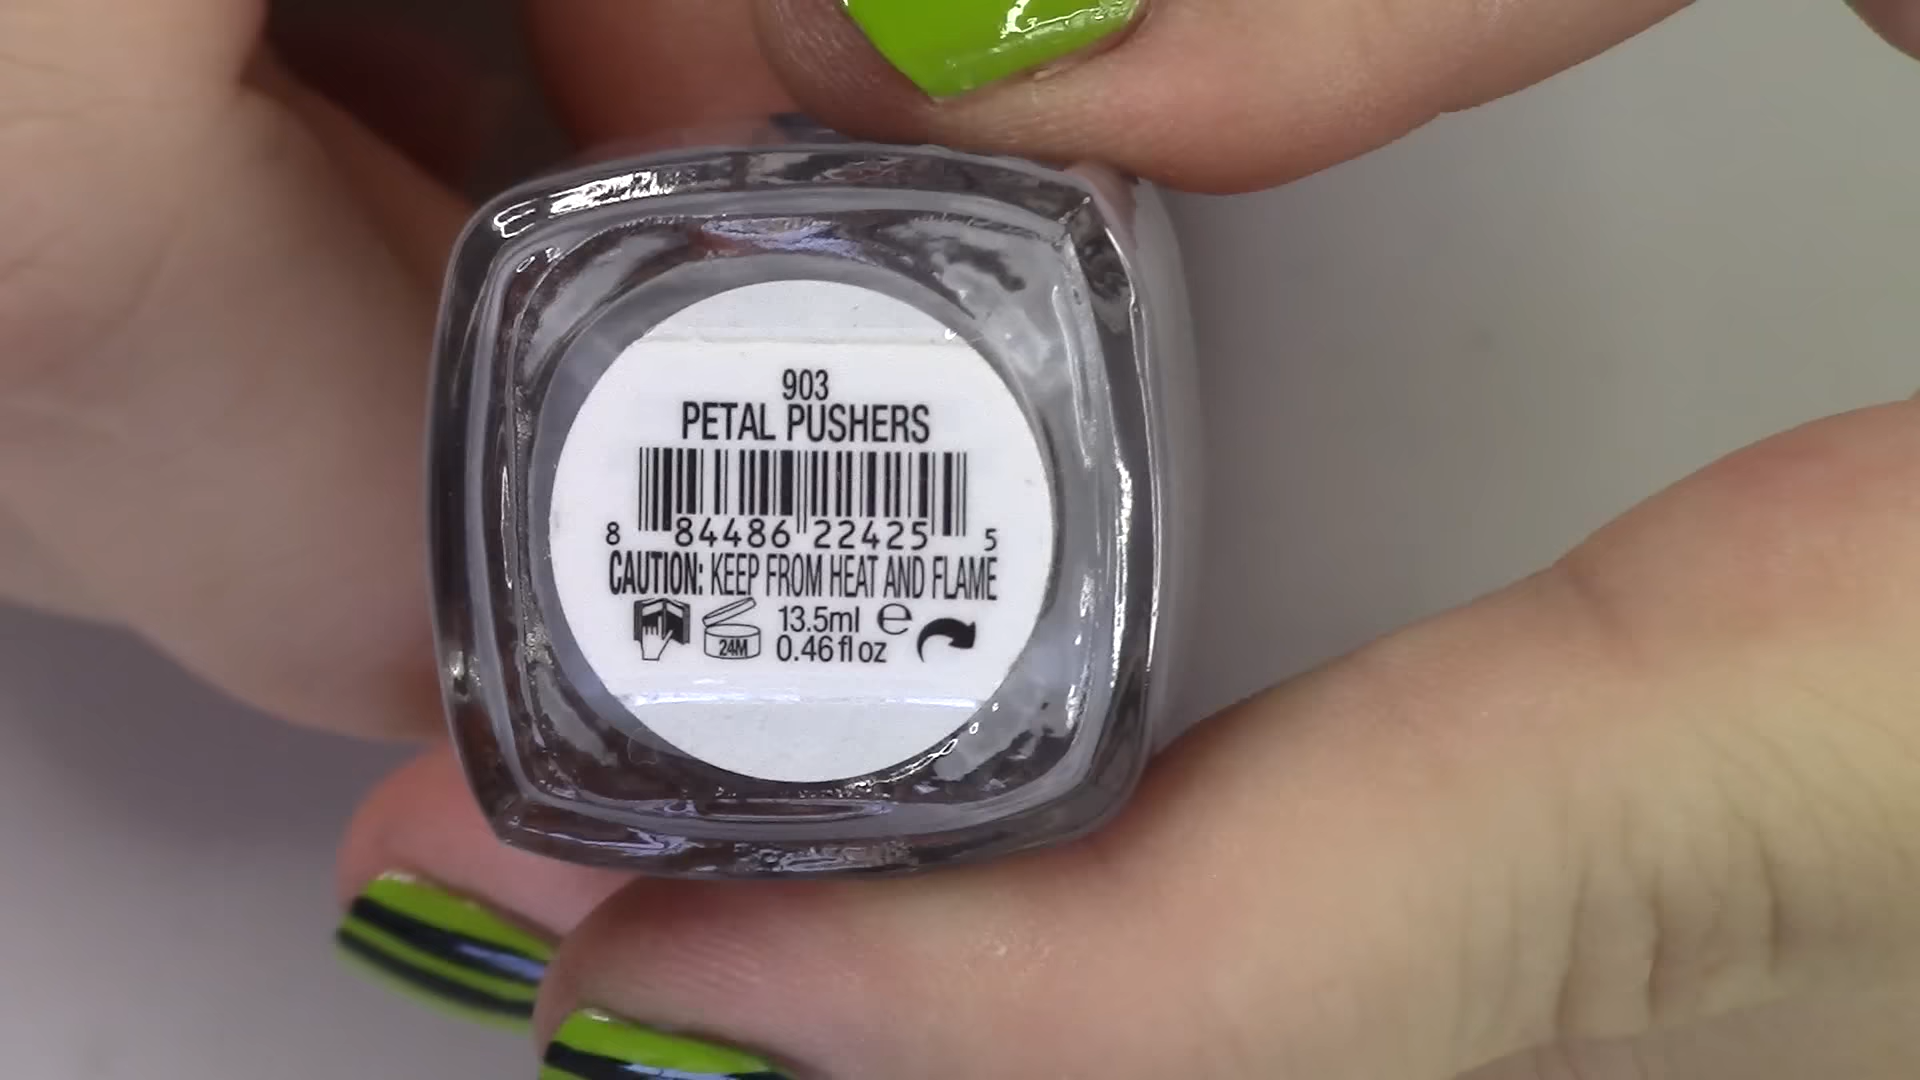 903
PETAL PUSHERS
8 84486 22425 5
CAUTION: KEEP FROM HEAT AND FLAME
24M 13.5ml e
0.46 fl oz